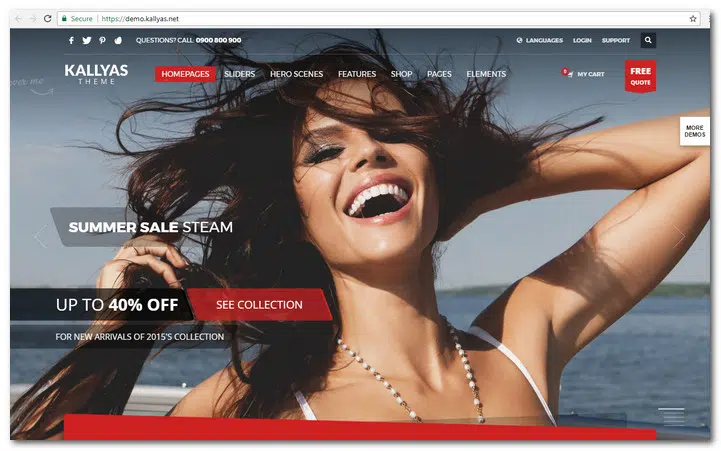 Secure https://demo.kallyas.net
QUESTIONS? CALL 0900 800 900 LANGUAGES LOGIN SUPPORT
KALLYAS
THEME
HOMEPAGES SLIDERS HERO SCENES FEATURES SHOP PAGES ELEMENTS
0 MY CART
FREE
QUOTE
MORE
DEMOS
SUMMER SALE STEAM
UP TO 40% OFF SEE COLLECTION
FOR NEW ARRIVALS OF 2015'S COLLECTION